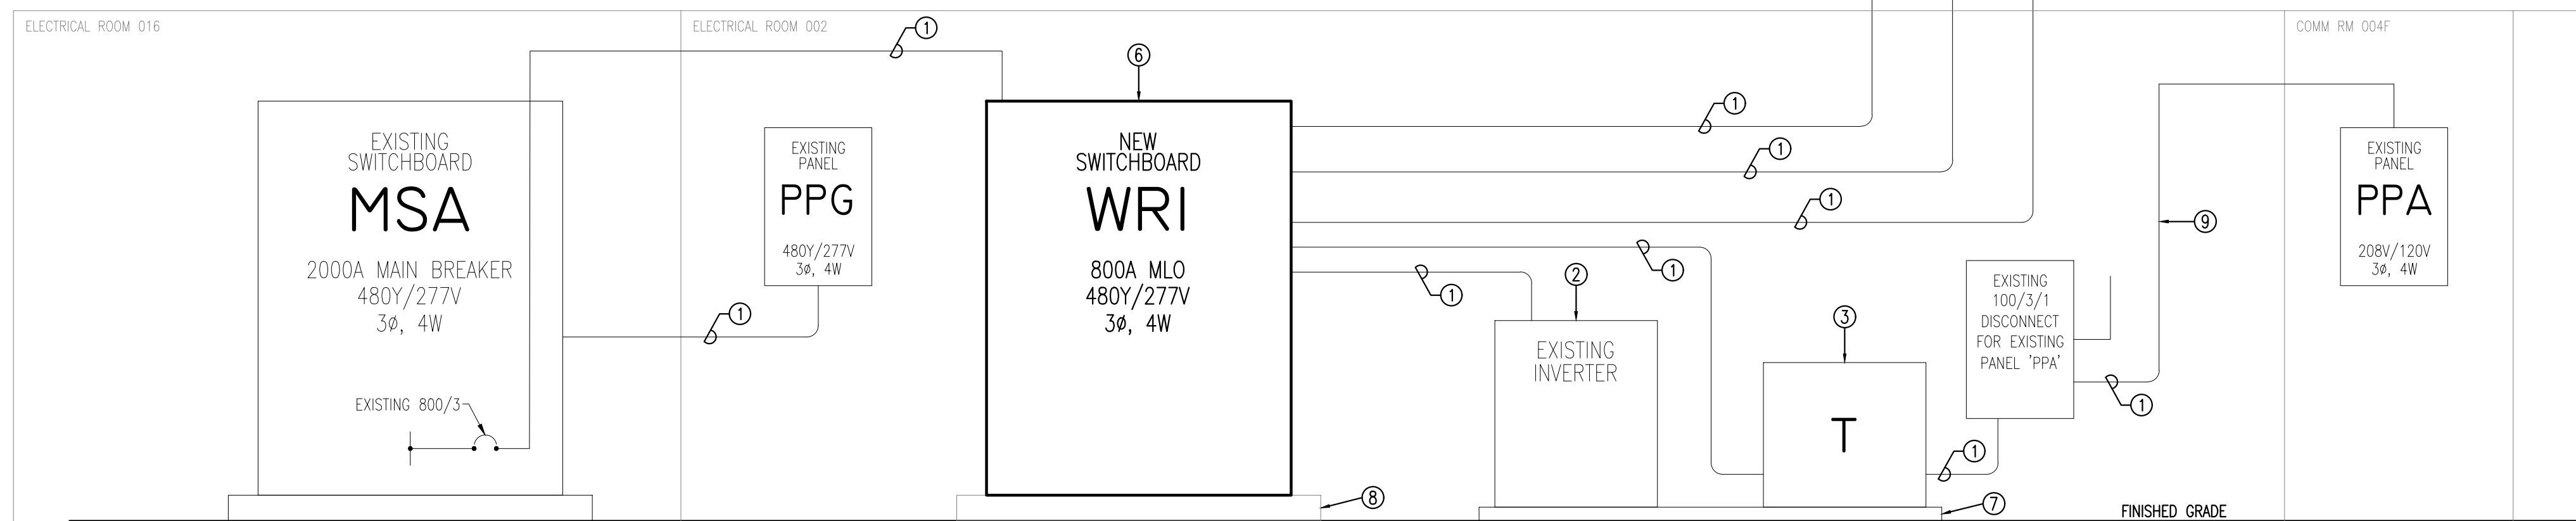 ELECTRICAL ROOM 016
ELECTRICAL ROOM 002
COMM RM 004F
1
6
EXISTING
SWITCHBOARD
MSA
2000A MAIN BREAKER
480Y/277V
3ø, 4W
EXISTING 800/3
EXISTING
PANEL
PPG
480Y/277V
3ø, 4W
1
NEW
SWITCHBOARD
WRI
800A MLO
480Y/277V
3ø, 4W
8
1
1
1
1
1
2
EXISTING
INVERTER
3
T
7
1
EXISTING
100/3/1
DISCONNECT
FOR EXISTING
PANEL 'PPA'
1
9
EXISTING
PANEL
PPA
208V/120V
3ø, 4W
FINISHED GRADE